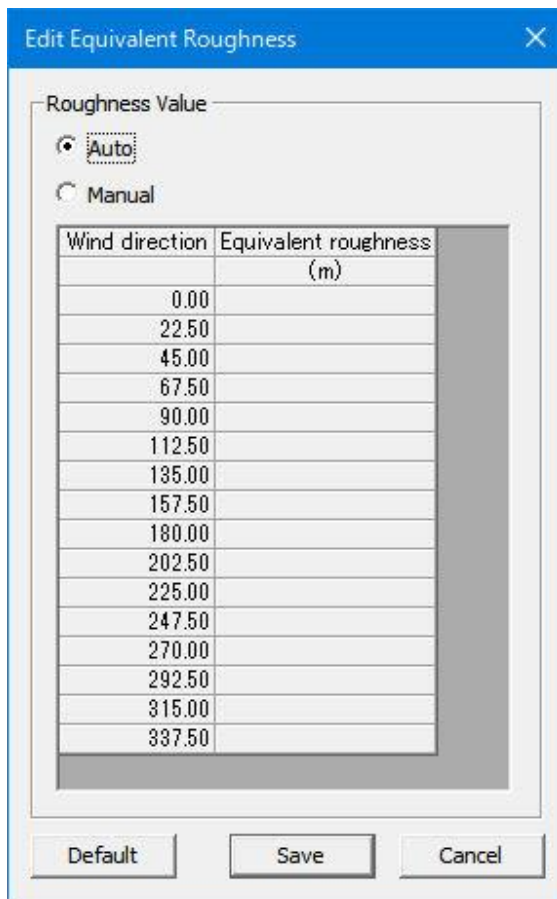 Edit Equivalent Roughness
Roughness Value
Auto
Manual
Wind direction Equivalent roughness
(m)
0.00
22.50
45.00
67.50
90.00
112.50
135.00
157.50
180.00
202.50
225.00
247.50
270.00
292.50
315.00
337.50
Default Save Cancel